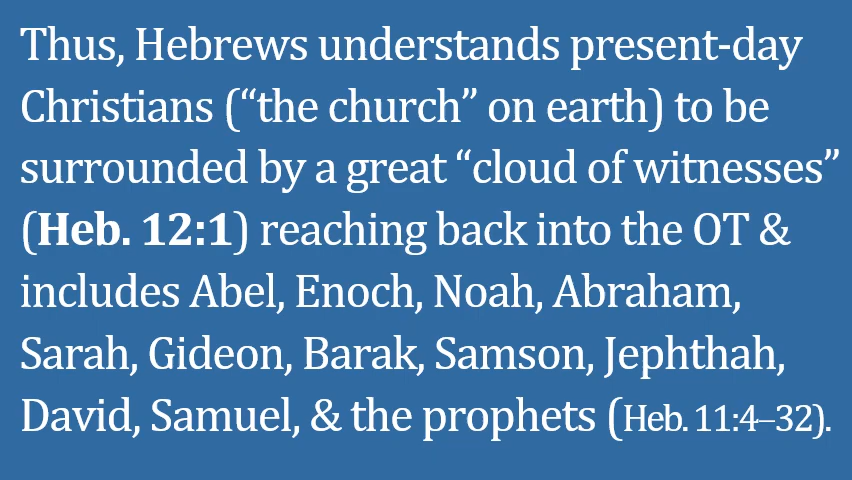 Thus, Hebrews understands present-day
Christians (“the church” on earth) to be
surrounded by a great “cloud of witnesses”
(Heb. 12:1) reaching back into the OT &
includes Abel, Enoch, Noah, Abraham,
Sarah, Gideon, Barak, Samson, Jephthah,
David, Samuel, & the prophets (Heb. 11:4–32).